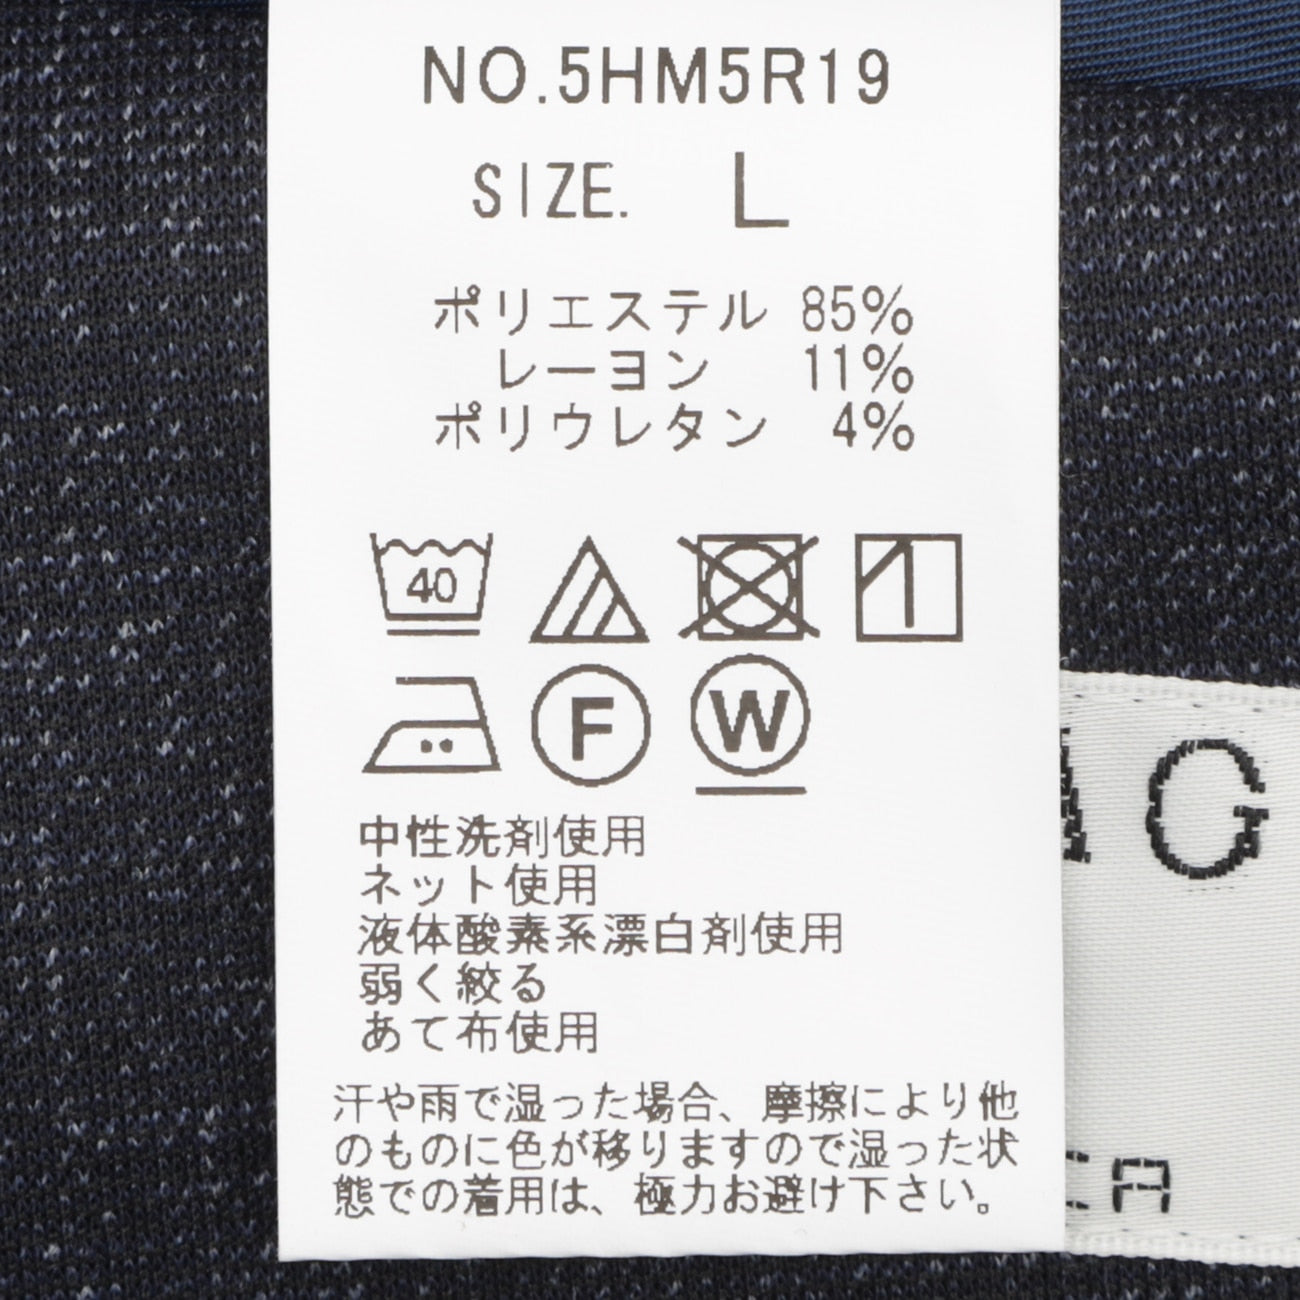 NO.5HM5R19
SIZE. L
ポリエステル 85%
レーヨン 11%
ポリウレタン 4%
40
F
W
中性洗剤使用
ネット使用
液体酸素系漂白剤使用
弱く絞る
あて布使用
汗や雨で湿った場合、摩擦により他
のものに色が移りますので湿った状
態での着用は、極力お避け下さい。
AG
EA